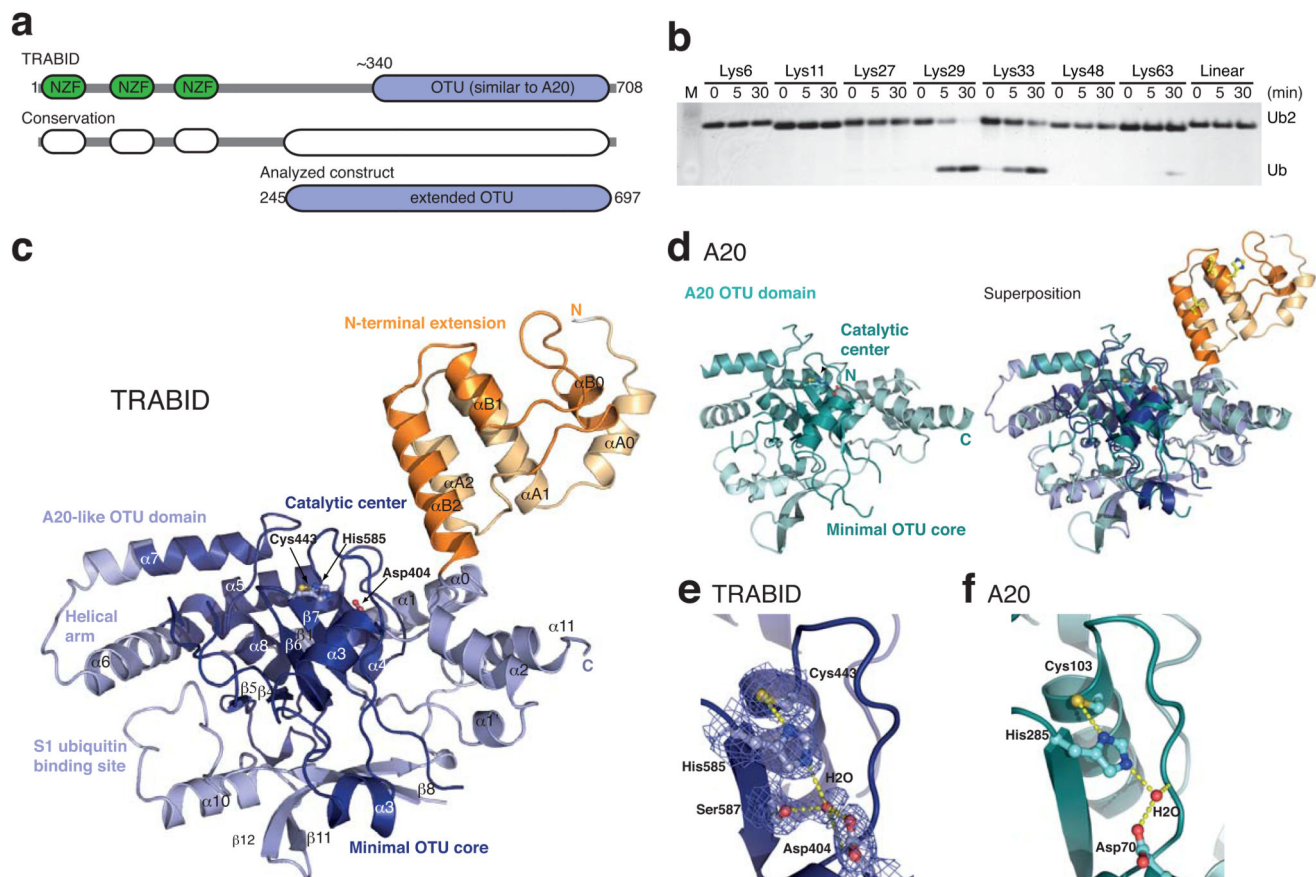 a
TRABID
~340
1 NZF NZF NZF OTU (similar to A20) 708
Conservation
Analyzed construct
245 extended OTU 697
b
Lys6 Lys11 Lys27 Lys29 Lys33 Lys48 Lys63 Linear
M 0 5 30 0 5 30 0 5 30 0 5 30 0 5 30 0 5 30 0 5 30 0 5 30 (min)
Ub2
Ub
c
TRABID
N-terminal extension
N
αB0
αB1
αA0
αA2
αA1
αB2
Catalytic center
A20-like OTU domain
Cys443
His585
Asp404
α7
α0
α5
α1
Helical
arm
β7
β1
α11
α6
α8
β6
α3
α4
α2
C
β5
β4
α1'
S1 ubiquitin
binding site
β8
α10
α3
β12
β11
Minimal OTU core
d A20
A20 OTU domain
Superposition
Catalytic
center
N
C
Minimal OTU core
e TRABID
Cys443
His585
H2O
Ser587
Asp404
f A20
Cys103
His285
H2O
Asp70